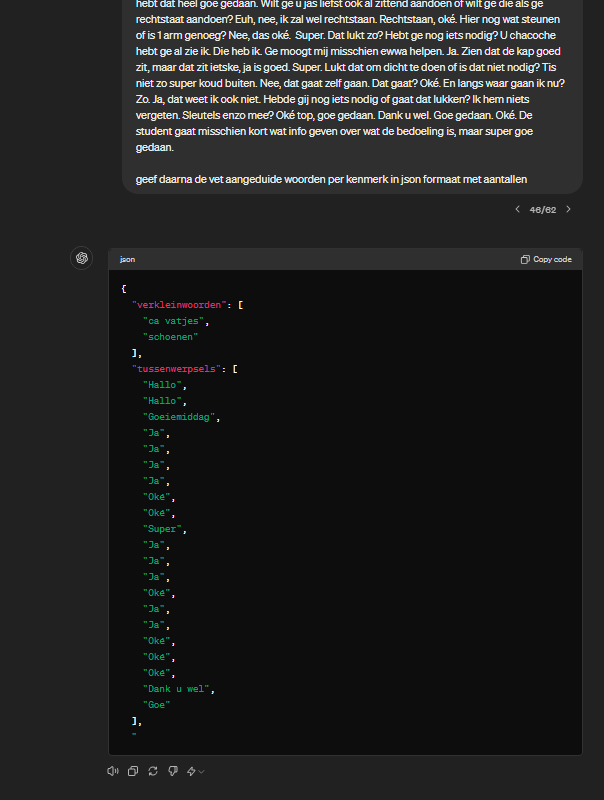 hebt dat heel goe gedaan. Wilt ge u jas liefst ook al zittend aandoen of wilt ge die als ge
rechtstaat aandoen? Euh, nee, ik zal wel rechtstaan. Rechtstaan, oké. Hier nog wat steunen
of is 1 arm genoeg? Nee, das oké.  Super. Dat lukt zo? Hebt ge nog iets nodig? U chacoche
hebt ge al zie ik. Die heb ik. Ge moogt mij misschien ewwa helpen. Ja. Zien dat de kap goed
zit, maar dat zit ietske, ja is goed. Super. Lukt dat om dicht te doen of is dat niet nodig? Tis
niet zo super koud buiten. Nee, dat gaat zelf gaan. Dat gaat? Oké. En langs waar gaan ik nu?
Zo. Ja, dat weet ik ook niet. Hebde gij nog iets nodig of gaat dat lukken? Ik hem niets
vergeten. Sleutels enzo mee? Oké top, goe gedaan. Dank u wel. Goe gedaan. Oké. De
student gaat misschien kort wat info geven over wat de bedoeling is, maar super goe
gedaan.
geef daarna de vet aangeduide woorden per kenmerk in json formaat met aantallen
46/62
json
Copy code
{
"verkleinwoorden": [
"ca vatjes",
"schoenen"
],
"tussenwerpsels": [
"Hallo",
"Hallo",
"Goeiemiddag",
"Ja",
"Ja",
"Ja",
"Ja",
"Oké",
"Oké",
"Super",
"Ja",
"Ja",
"Ja",
"Oké",
"Ja",
"Ja",
"Oké",
"Oké",
"Oké",
"Dank u wel",
"Goe"
],
"